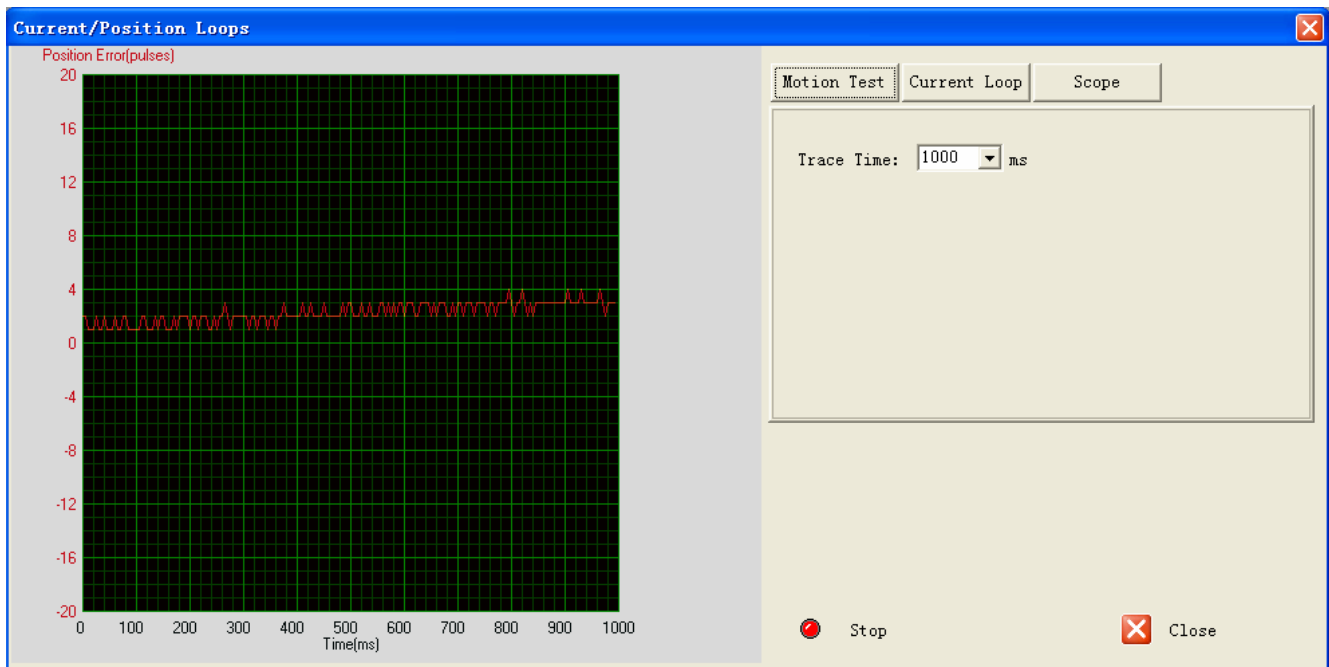 Current/Position Loops
Position Error(pulses)
20
16
12
8
4
0
-4
-8
-12
-16
-20
0 100 200 300 400 500 600 700 800 900 1000
Time(ms)
Motion Test Current Loop Scope
Trace Time: 1000 ms
Stop Close